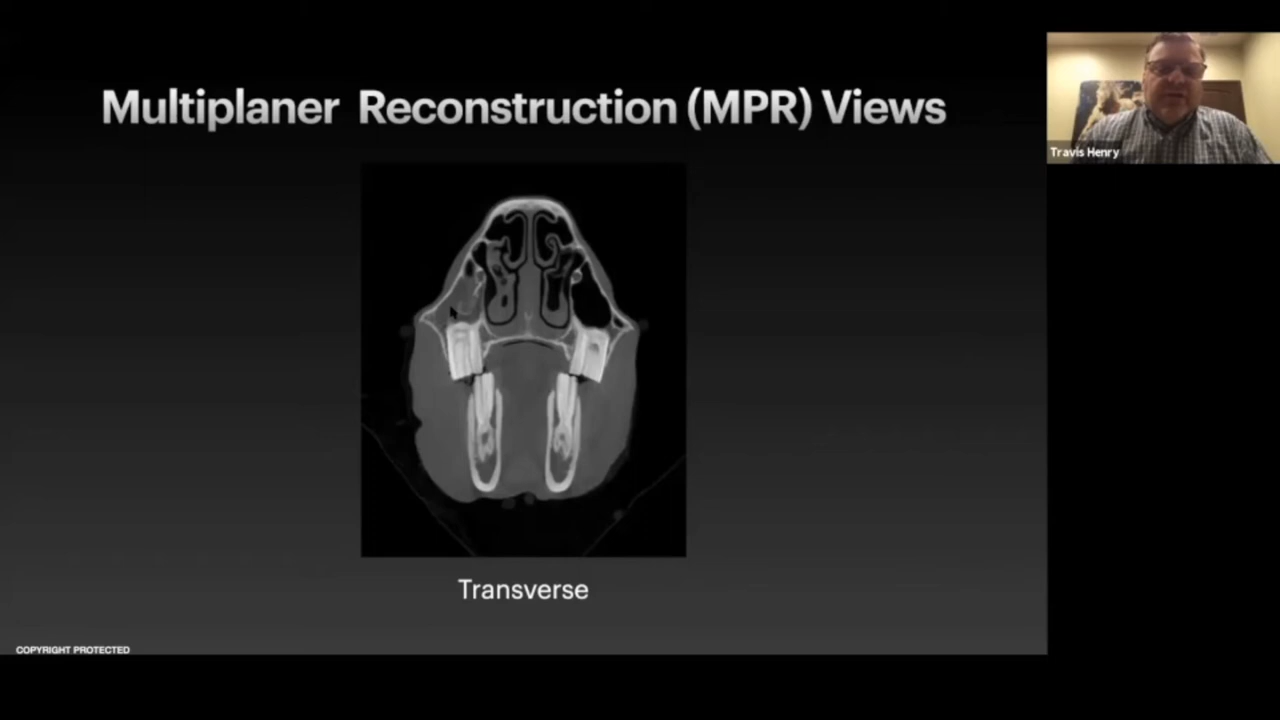 Multiplaner Reconstruction (MPR) Views
Travis Henry
Transverse
COPYRIGHT PROTECTED